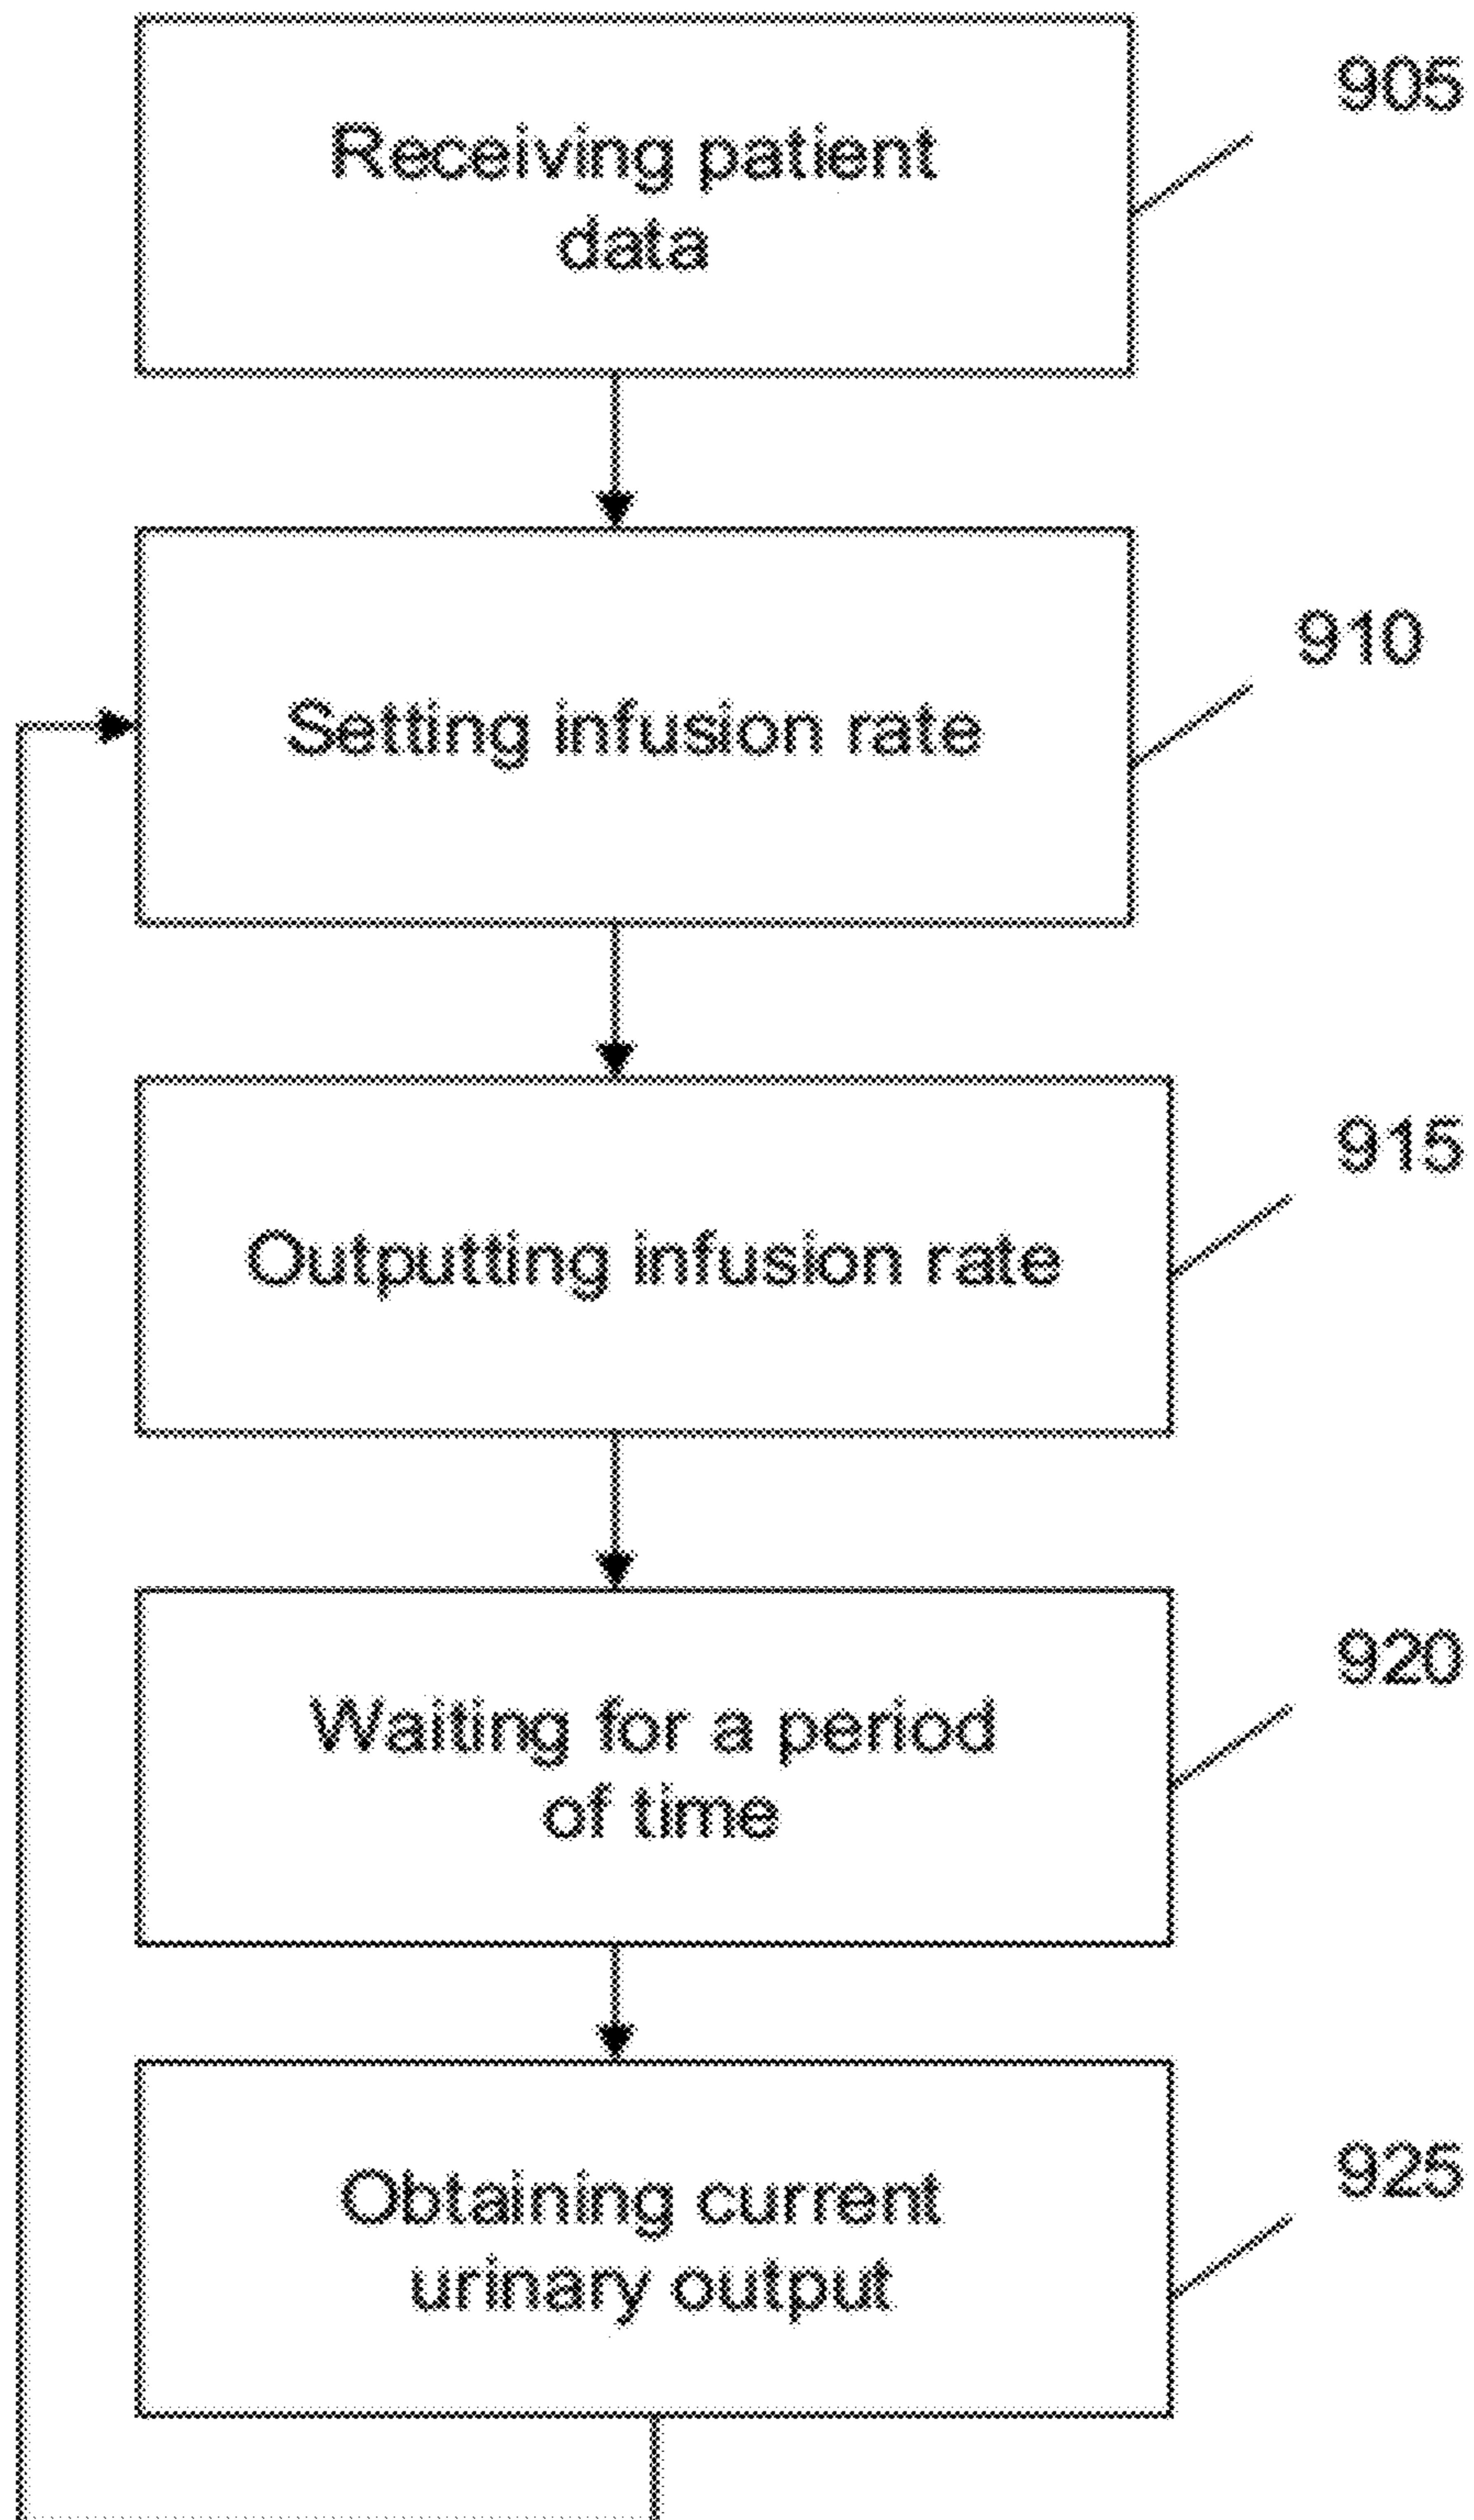 905
Receiving patient
data
910
Setting infusion rate
915
Outputting infusion rate
920
Waiting for a period
of time
925
Obtaining current
urinary output